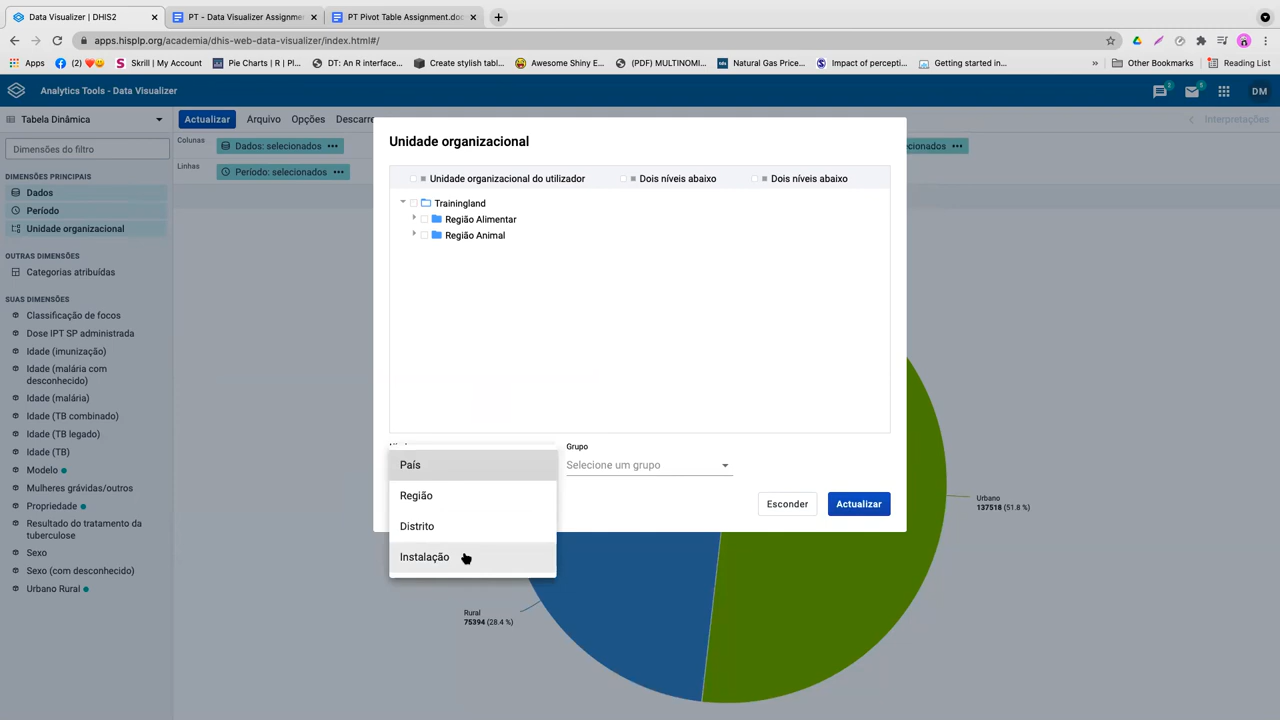 Data Visualizer | DHIS2
PT - Data Visualizer Assignmen
PT Pivot Table Assignment.doc
apps.hisplp.org/academia/dhis-web-data-visualizer/index.html#/
Apps
(2)
Skrill | My Account
Pie Charts | R |...
DT: An R interface...
Create stylish tabl...
Awesome Shiny E...
(PDF) MULTINOMI...
Natural Gas Price...
Impact of percepti...
Getting started in...
»
Other Bookmarks
Reading List
Analytics Tools - Data Visualizer
DM
Tabela Dinâmica
Actualizar
Arquivo
Opções
Descarre
Interpretações
Dimensões do filtro
Colunas
Dados: selecionados
cionados
Linhas
Período: selecionados
DIMENSÕES PRINCIPAIS
Dados
Período
Unidade organizacional
OUTRAS DIMENSÕES
Categorias atribuídas
SUAS DIMENSÕES
Classificação de focos
Dose IPT SP administrada
Idade (imunização)
Idade (malária com
desconhecido)
Idade (malária)
Idade (TB combinado)
Idade (TB legado)
Idade (TB)
Modelo
Mulheres grávidas/outros
Propriedade
Resultado do tratamento da
tuberculose
Sexo
Sexo (com desconhecido)
Urbano Rural
Unidade organizacional
Unidade organizacional do utilizador
Dois níveis abaixo
Dois níveis abaixo
Trainingland
Região Alimentar
Região Animal
Grupo
Selecione um grupo
País
Região
Distrito
Instalação
Esconder
Actualizar
Urbano
137518 (51.8 %)
Rural
75394 (28.4 %)